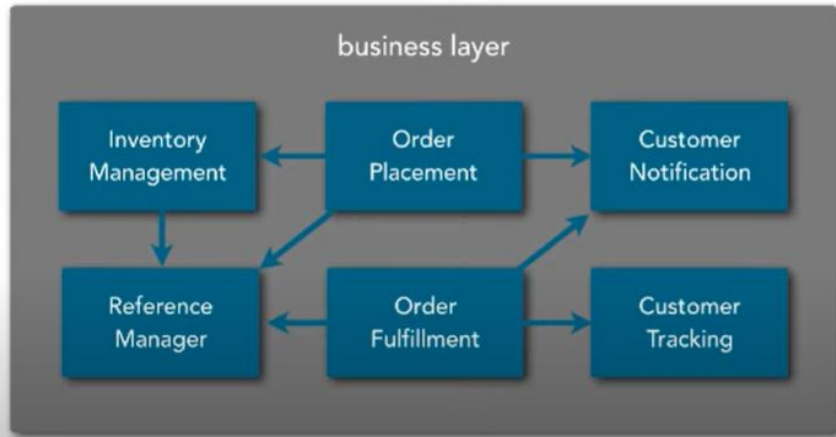 business layer
Inventory
Management
Order
Placement
Customer
Notification
Reference
Manager
Order
Fulfillment
Customer
Tracking